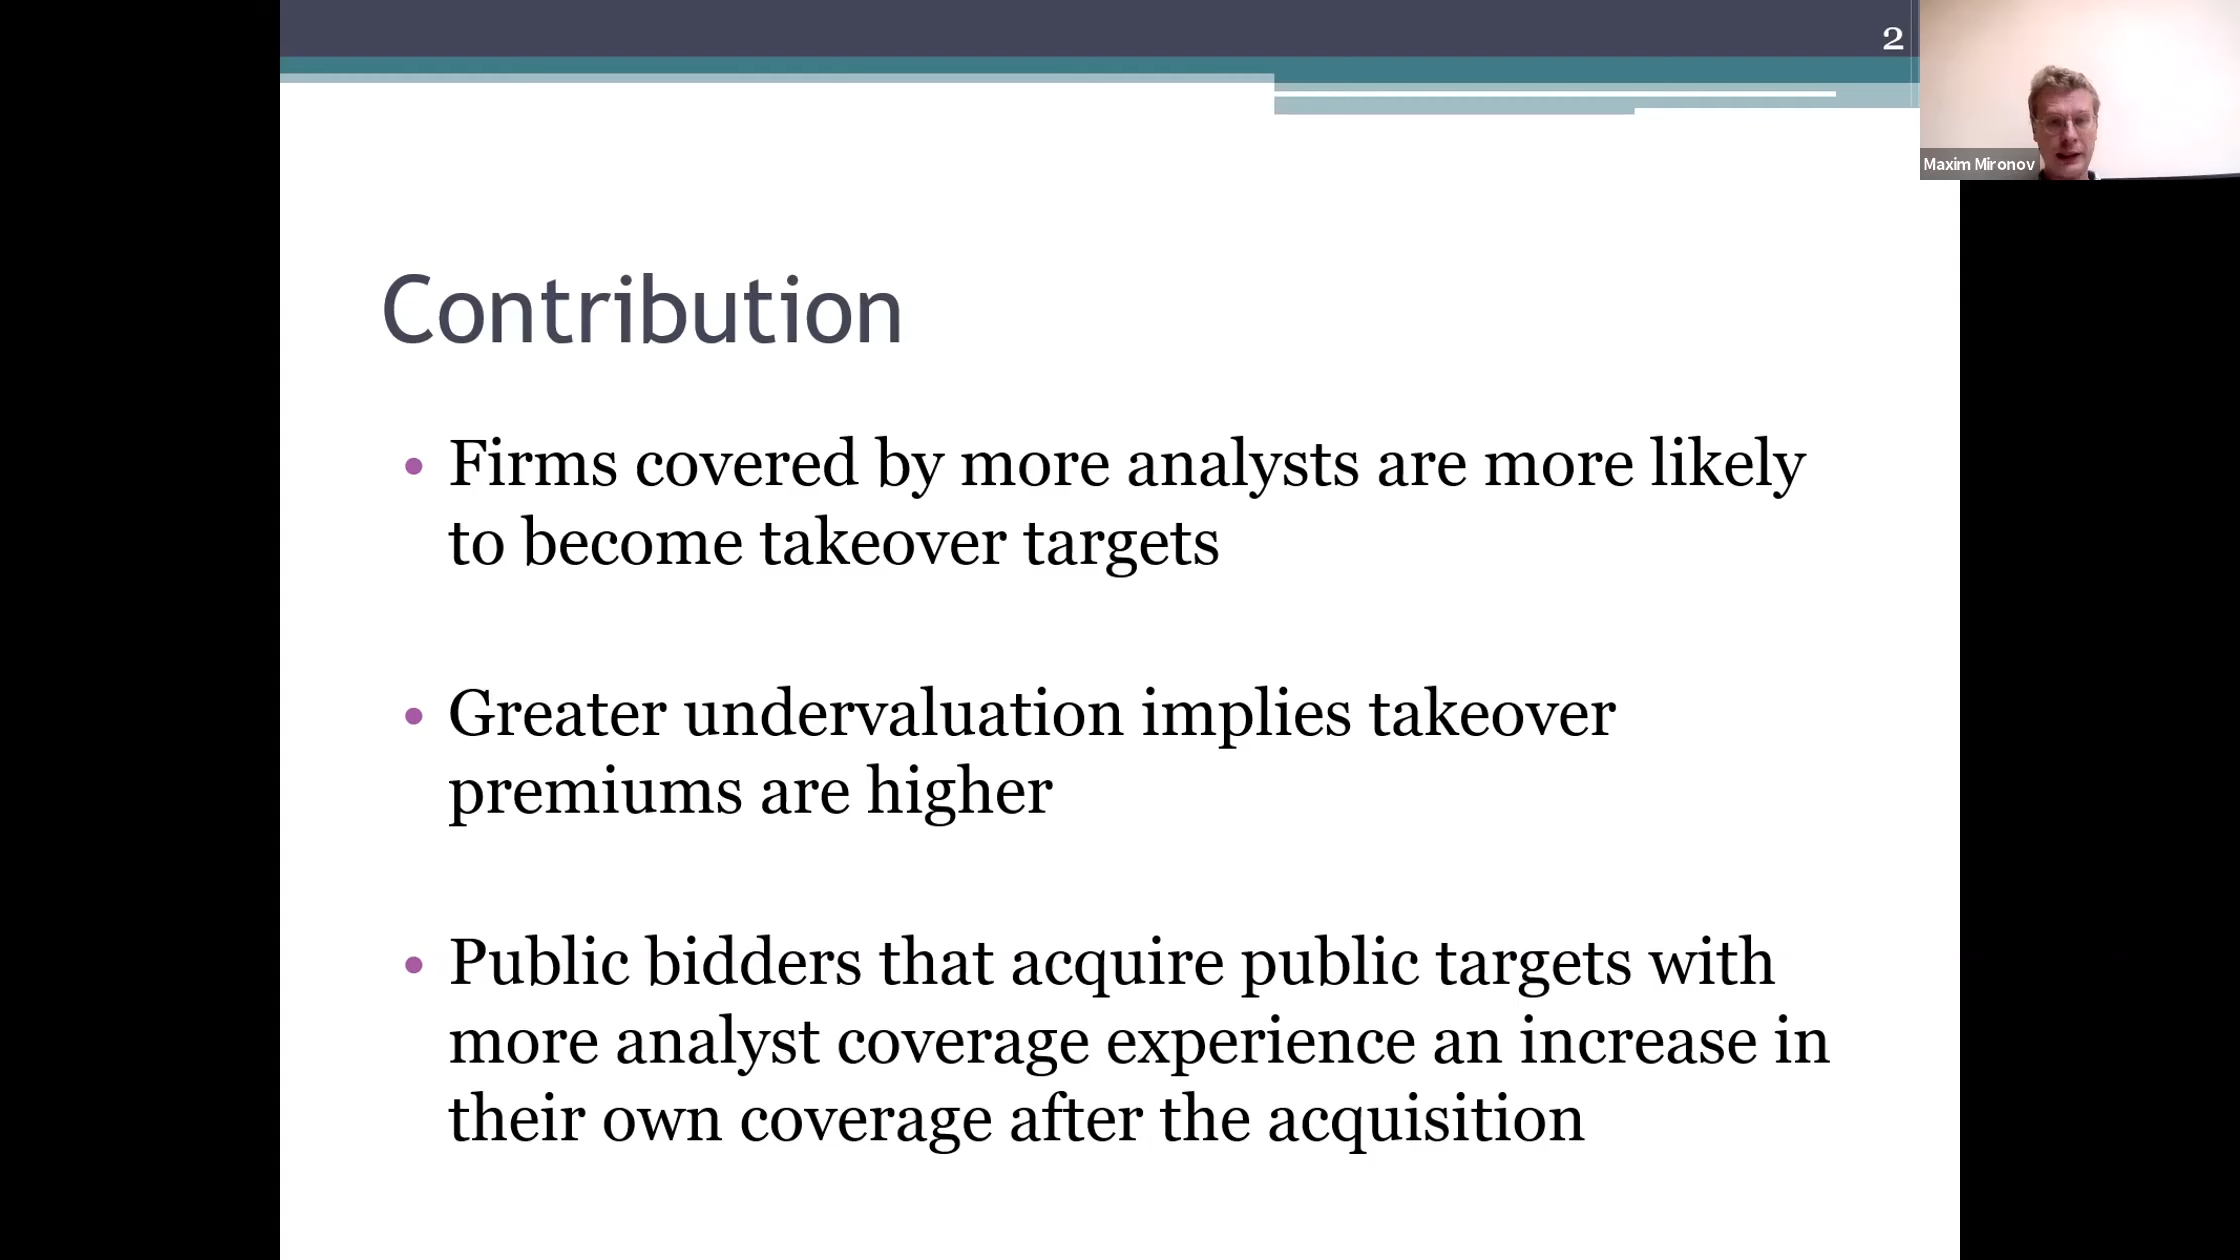 2
Maxim Mironov
Contribution
• Firms covered by more analysts are more likely
to become takeover targets
• Greater undervaluation implies takeover
premiums are higher
• Public bidders that acquire public targets with
more analyst coverage experience an increase in
their own coverage after the acquisition